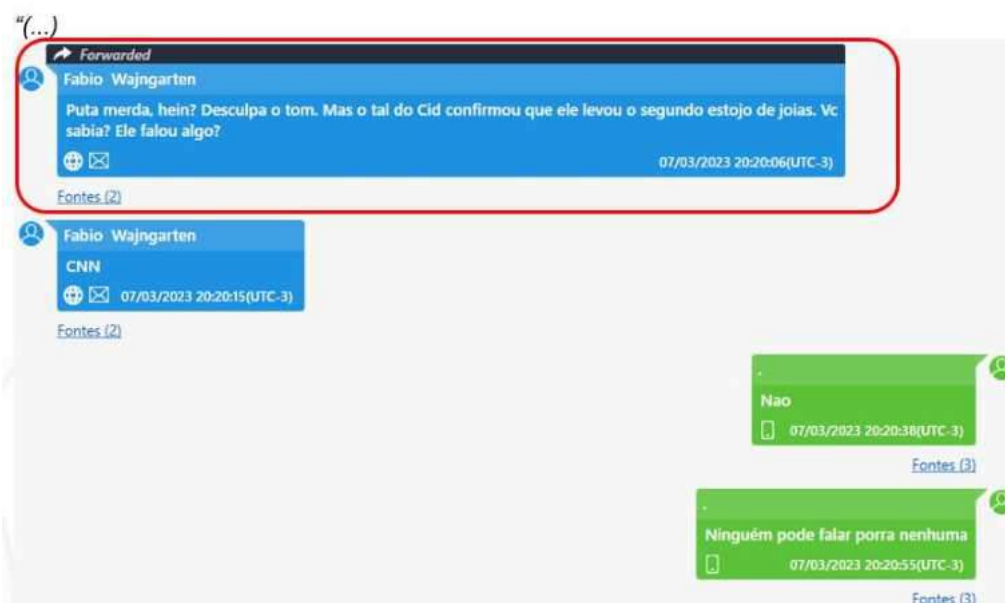 “(...)
Forwarded
Fabio Wajngarten
Puta merda, hein? Desculpa o tom. Mas o tal do Cid confirmou que ele levou o segundo estojo de joias. Vc
sabia? Ele falou algo?
07/03/2023 20:20:06(UTC-3)
Fontes (2)
Fabio Wajngarten
CNN
07/03/2023 20:20:15(UTC-3)
Fontes (2)
.
Nao
07/03/2023 20:20:38(UTC-3)
Fontes (3)
.
Ninguém pode falar porra nenhuma
07/03/2023 20:20:55(UTC-3)
Fontes (3)